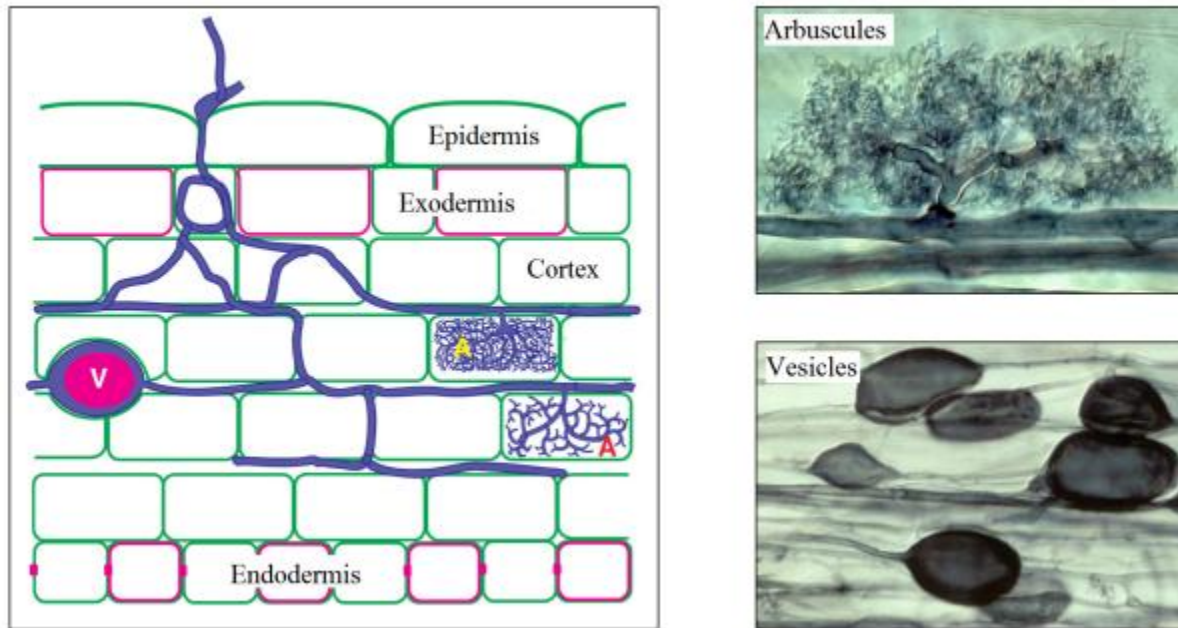 Epidermis
Exodermis
Cortex
A
V
A
Endodermis
Arbuscules
Vesicles